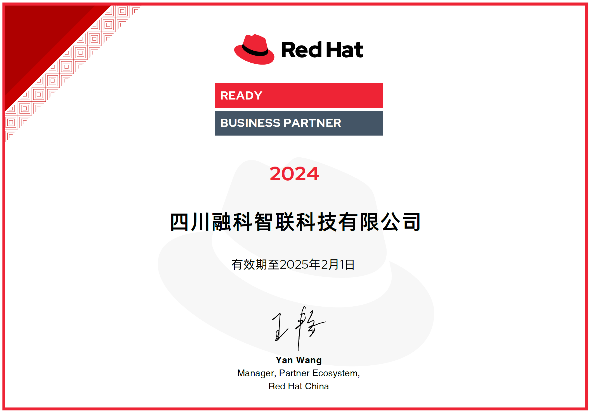 Red Hat
READY
BUSINESS PARTNER
2024
四川融科智联科技有限公司
有效期至2025年2月1日
Yan Wang
Manager, Partner Ecosystem,
Red Hat China